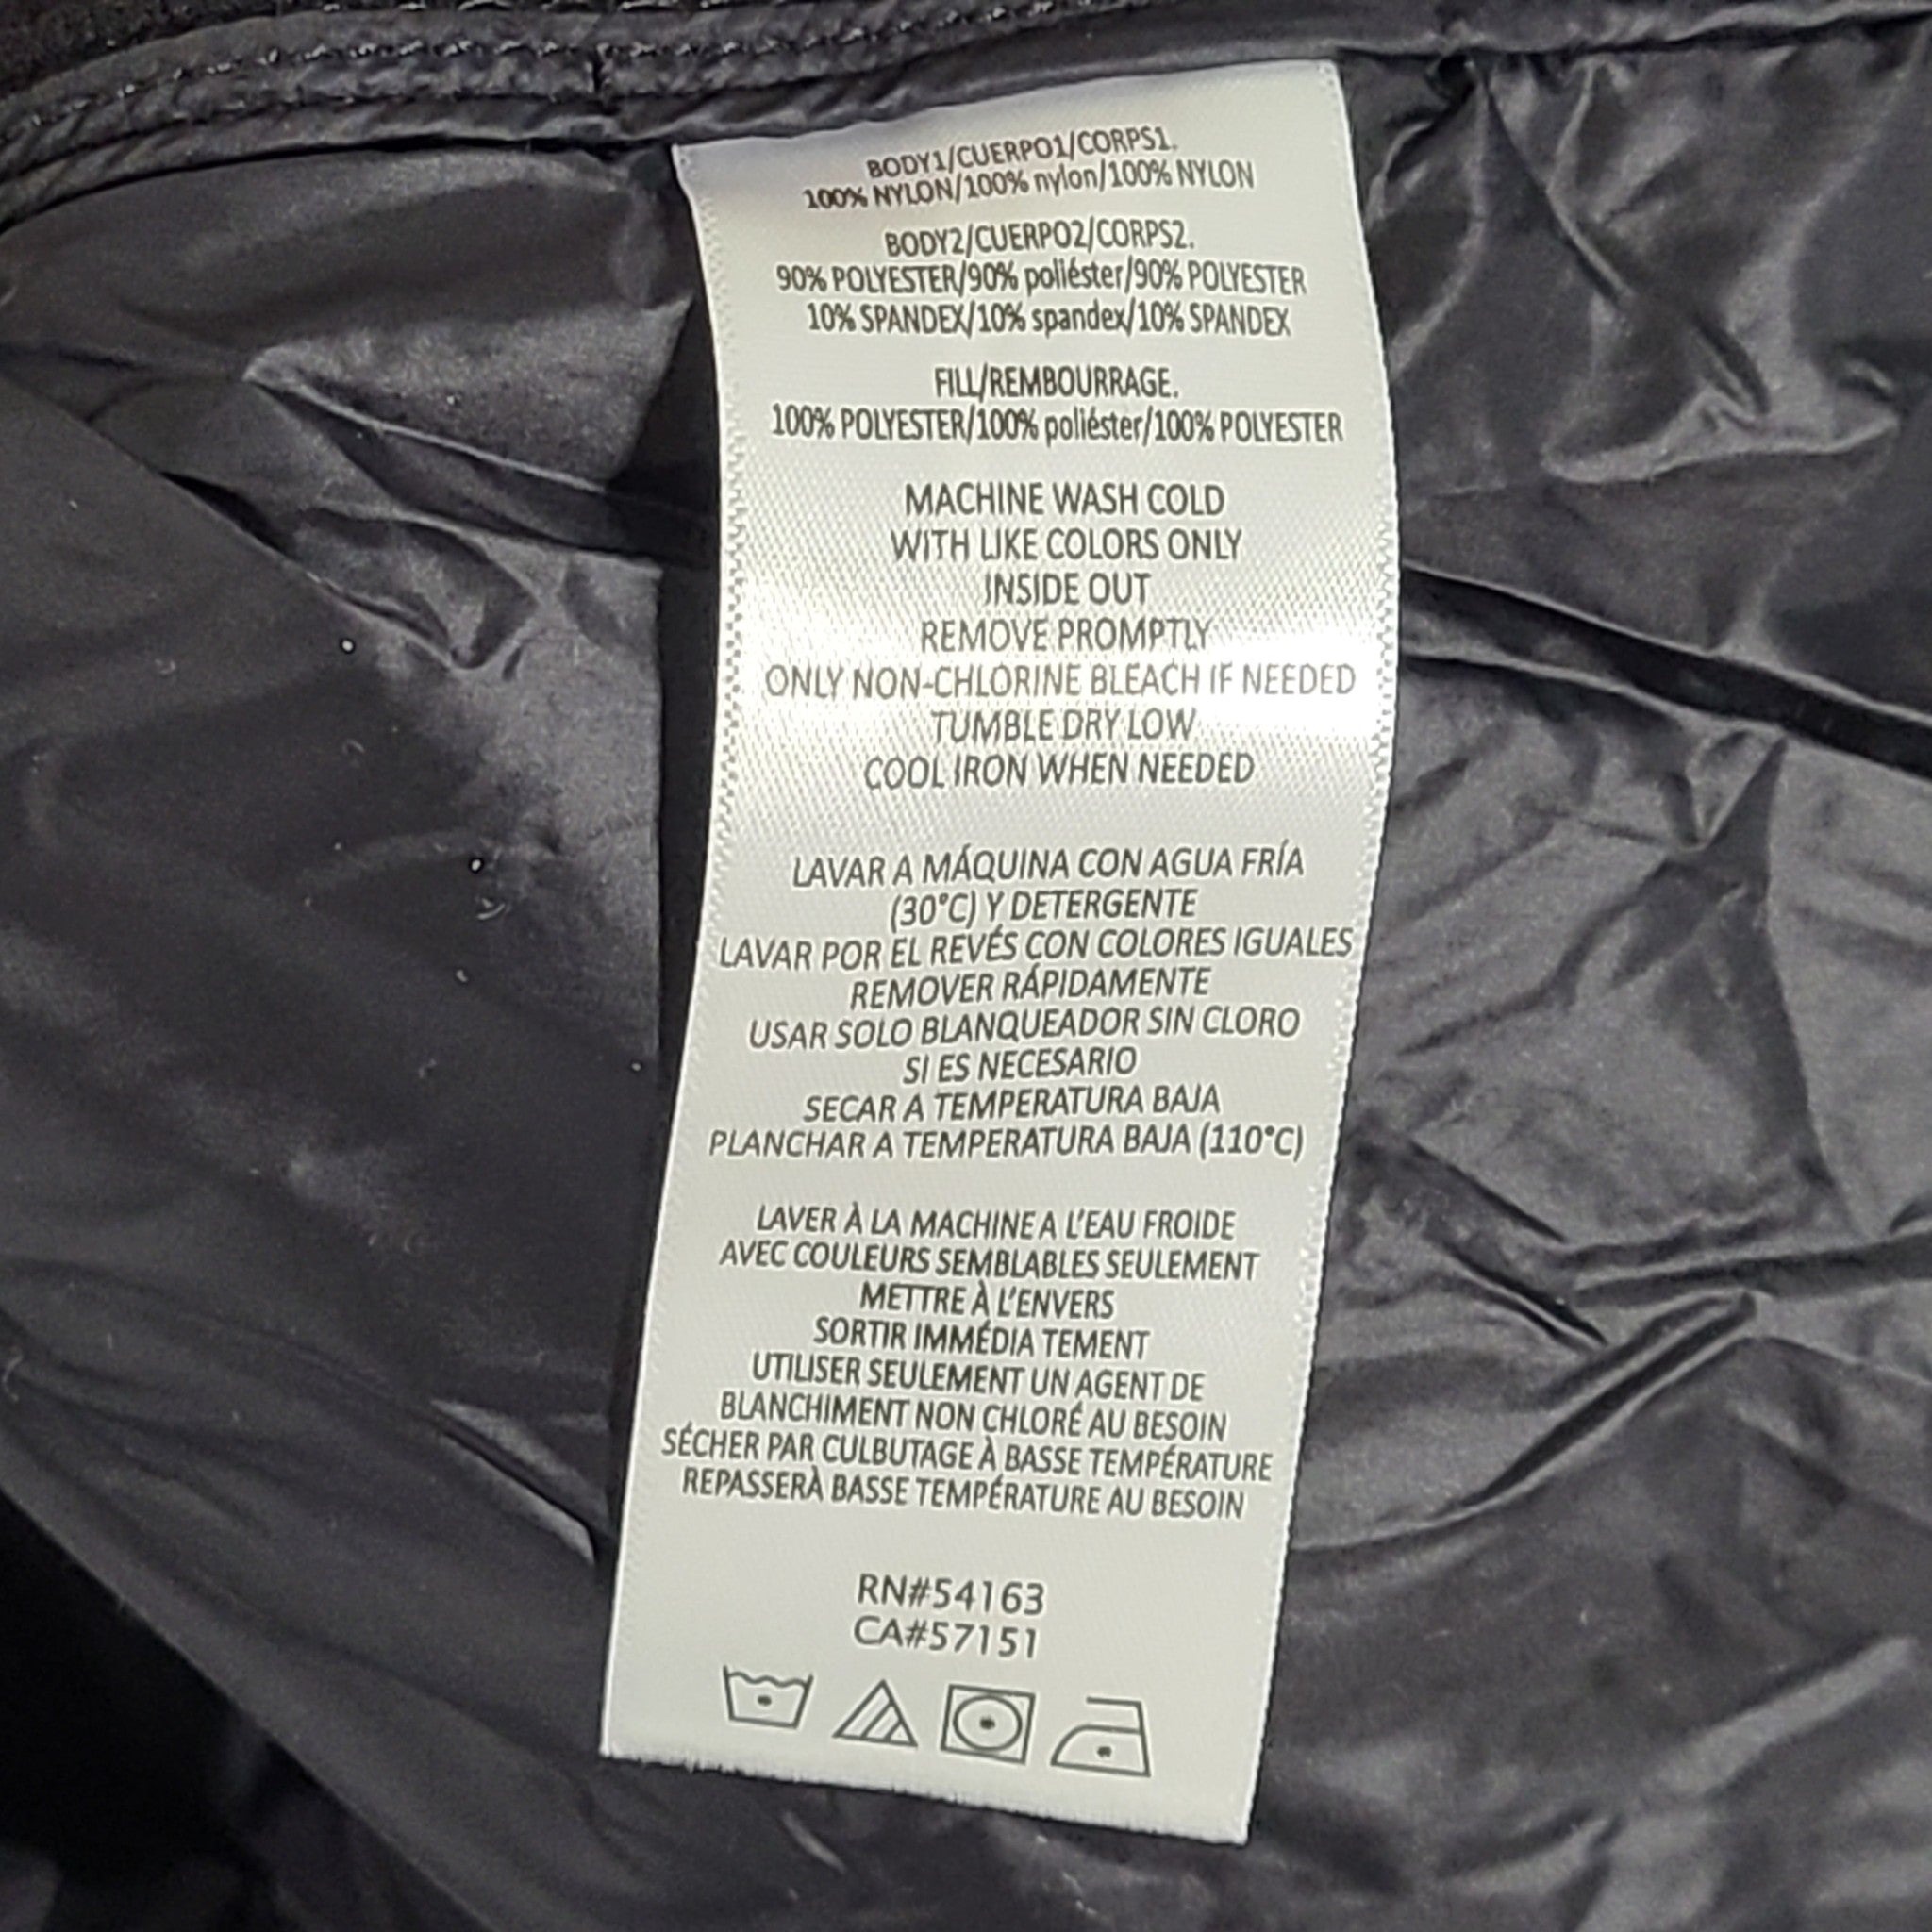 BODY1/CUERPO1/CORPS1.
100% NYLON/100% nylon/100% NYLON
BODY2/CUERPO2/CORPS2.
90% POLYESTER/90% poliéster/90% POLYESTER
10% SPANDEX/10% spandex/10% SPANDEX
FILL/REMBOURRAGE.
100% POLYESTER/100% poliéster/100% POLYESTER
MACHINE WASH COLD
WITH LIKE COLORS ONLY
INSIDE OUT
REMOVE PROMPTLY
ONLY NON-CHLORINE BLEACH IF NEEDED
TUMBLE DRY LOW
COOL IRON WHEN NEEDED
LAVAR A MÁQUINA CON AGUA FRÍA
(30°C) Y DETERGENTE
LAVAR POR EL REVÉS CON COLORES IGUALES
REMOVER RÁPIDAMENTE
USAR SOLO BLANQUEADOR SIN CLORO
SI ES NECESARIO
SECAR A TEMPERATURA BAJA
PLANCHAR A TEMPERATURA BAJA (110°C)
LAVER À LA MACHINE A L'EAU FROIDE
AVEC COULEURS SEMBLABLES SEULEMENT
METTRE À L'ENVERS
SORTIR IMMÉDIA TEMENT
UTILISER SEULEMENT UN AGENT DE
BLANCHIMENT NON CHLORÉ AU BESOIN
SÉCHER PAR CULBUTAGE À BASSE TEMPÉRATURE
REPASSERÀ BASSE TEMPÉRATURE AU BESOIN
RN#54163
CA#57151